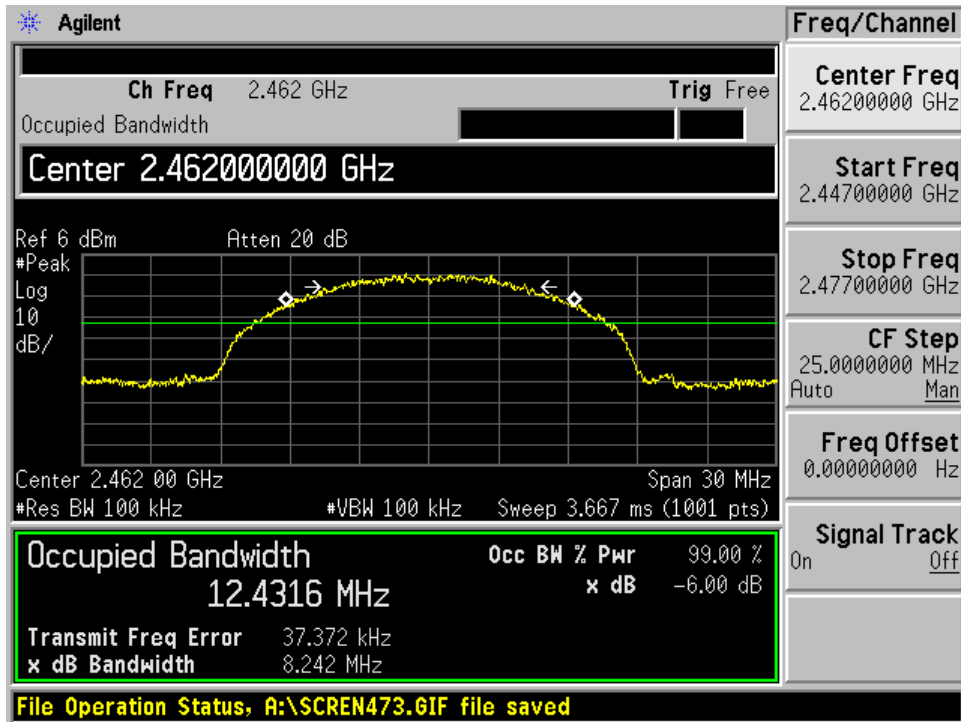 Agilent
Freq/Channel
Ch Freq 2.462 GHz Trig Free
Occupied Bandwidth
Center 2.462000000 GHz
Ref 6 dBm Atten 20 dB
#Peak
Log
10
dB/
Center 2.462 00 GHz Span 30 MHz
#Res BW 100 kHz #VBW 100 kHz Sweep 3.667 ms (1001 pts)
Occupied Bandwidth
12.4316 MHz
Occ BW % Pwr 99.00 %
x dB -6.00 dB
Transmit Freq Error 37.372 kHz
x dB Bandwidth 8.242 MHz
File Operation Status, A:\SCREN473.GIF file saved
Center Freq
2.46200000 GHz
Start Freq
2.44700000 GHz
Stop Freq
2.47700000 GHz
CF Step
25.0000000 MHz
Auto Man
Freq Offset
0.00000000 Hz
Signal Track
On Off